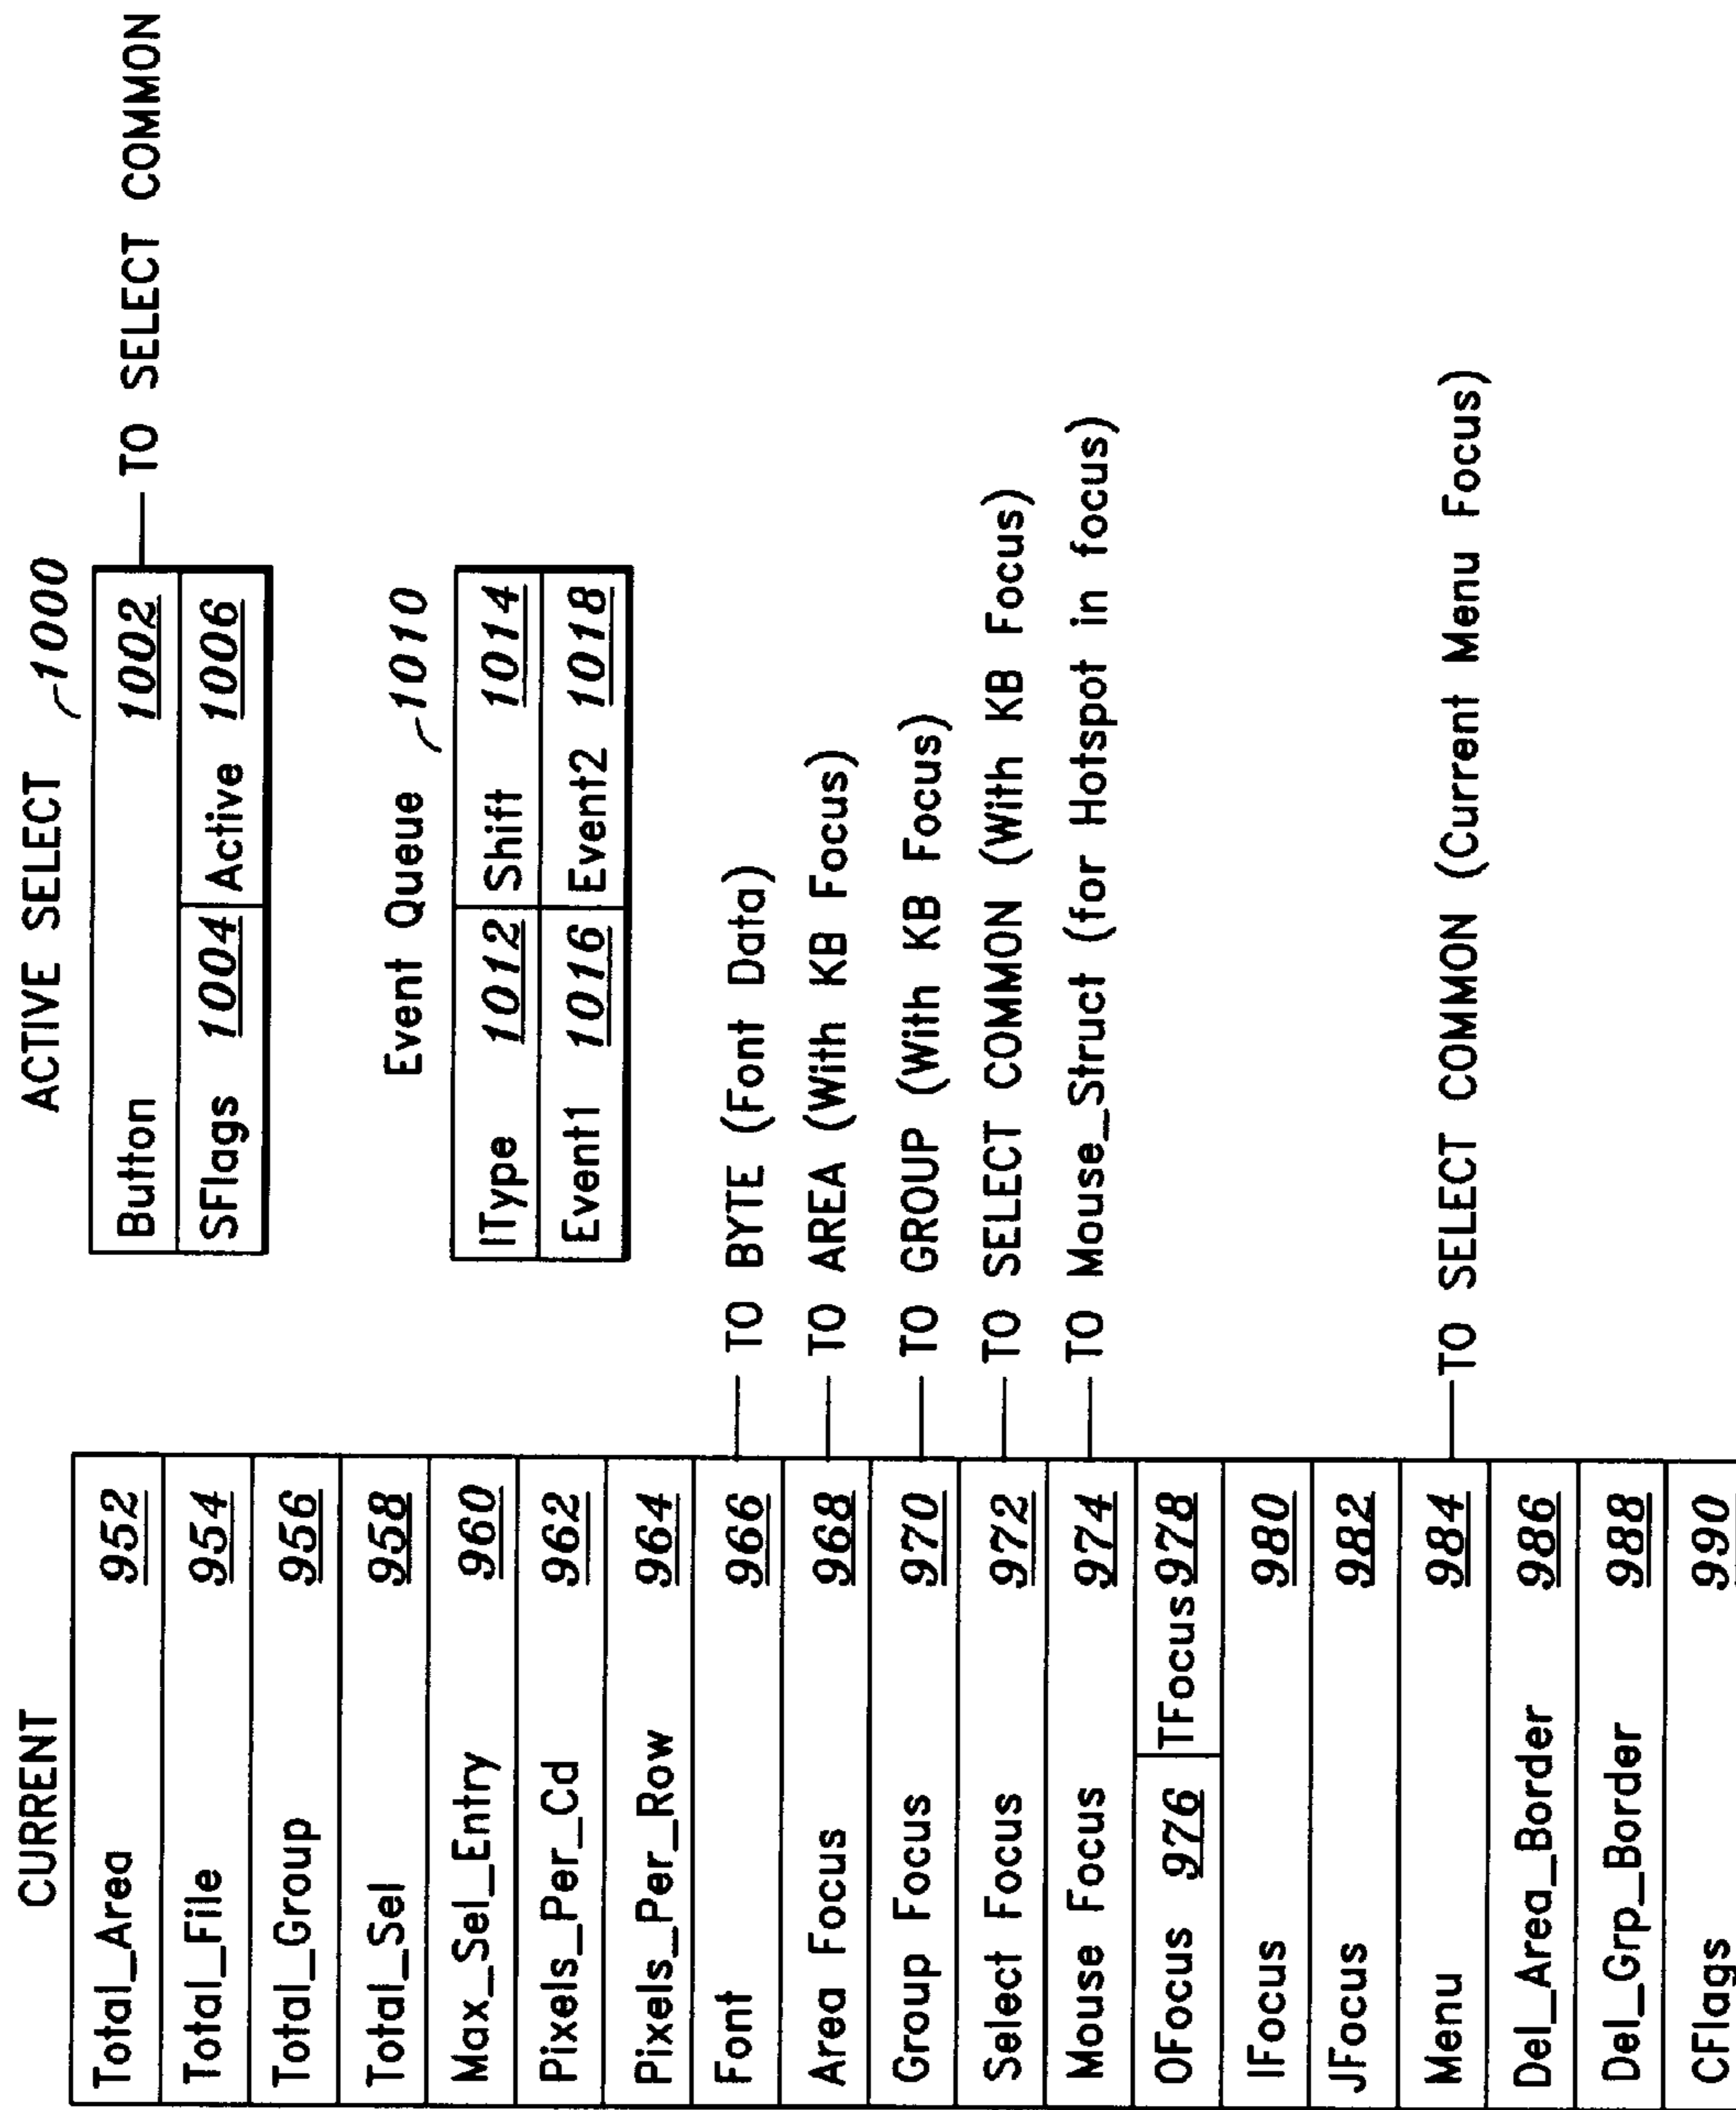 CURRENT
Total_Area 952
Total_File 954
Total_Group 956
Total_Sel 958
Max_Sel_Entry 960
Pixels_Per_Cd 962
Pixels_Per_Row 964
Font 966 TO BYTE (Font Data)
Area Focus 968 TO AREA (With KB Focus)
Group Focus 970 TO GROUP (With KB Focus)
Select Focus 972 TO SELECT COMMON (With KB Focus)
Mouse Focus 974 TO Mouse_Struct (for Hotspot in focus)
OFocus 976 TFocus 978
IFocus 980
JFocus 982
Menu 984 TO SELECT COMMON (Current Menu Focus)
Del_Area_Border 986
Del_Grp_Border 988
CFlags 990
ACTIVE SELECT 1000
Button 1002 TO SELECT COMMON
SFlags 1004 Active 1006
Event Queue 1010
IType 1012 Shift 1014
Event1 1016 Event2 1018